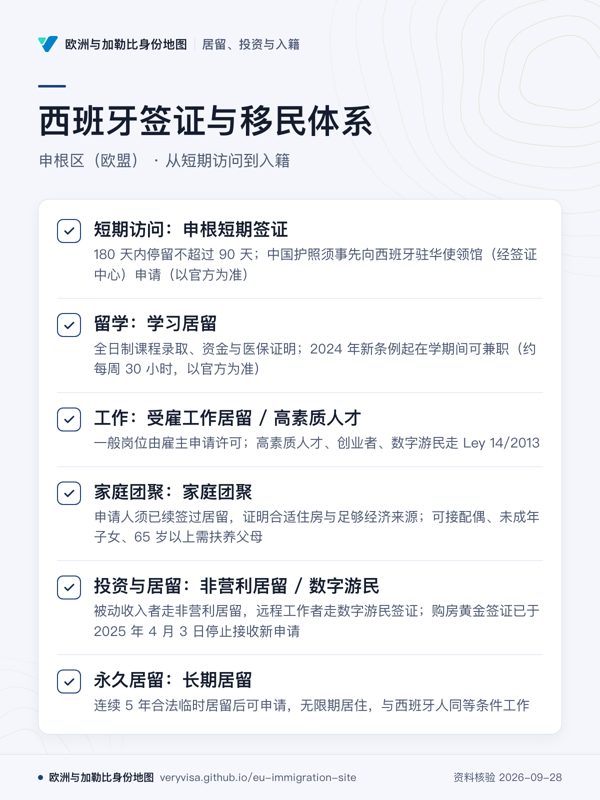 欧洲与加勒比身份地图 居留、投资与入籍
西班牙签证与移民体系
申根区（欧盟） · 从短期访问到入籍
短期访问：申根短期签证
180 天内停留不超过 90 天；中国护照须事先向西班牙驻华使领馆（经签证
中心）申请（以官方为准）
留学：学习居留
全日制课程录取、资金与医保证明；2024 年新条例起在学期间可兼职（约
每周 30 小时，以官方为准）
工作：受雇工作居留 / 高素质人才
一般岗位由雇主申请许可；高素质人才、创业者、数字游民走 Ley 14/2013
家庭团聚：家庭团聚
申请人须已续签过居留，证明合适住房与足够经济来源；可接配偶、未成年
子女、65 岁以上需扶养父母
投资与居留：非营利居留 / 数字游民
被动收入者走非营利居留，远程工作者走数字游民签证；购房黄金签证已于
2025 年 4 月 3 日停止接收新申请
永久居留：长期居留
连续 5 年合法临时居留后可申请，无限期居住，与西班牙人同等条件工作
欧洲与加勒比身份地图 veryvisa.github.io/eu-immigration-site 资料核验 2026-09-28